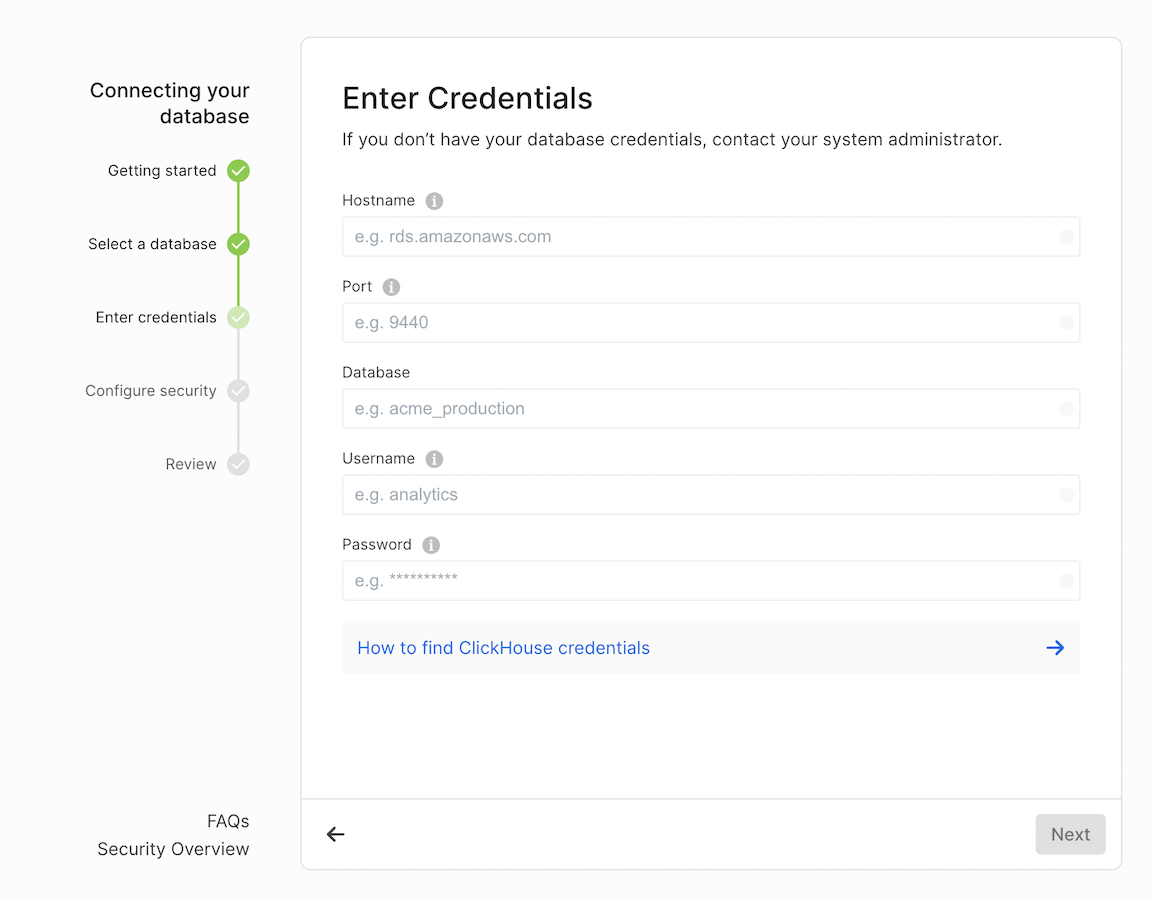 Connecting your
database
Getting started
Select a database
Enter credentials
Configure security
Review
FAQs
Security Overview
Enter Credentials
If you don’t have your database credentials, contact your system administrator.
Hostname
e.g. rds.amazonaws.com
Port
e.g. 9440
Database
e.g. acme_production
Username
e.g. analytics
Password
e.g. **********
How to find ClickHouse credentials
Next